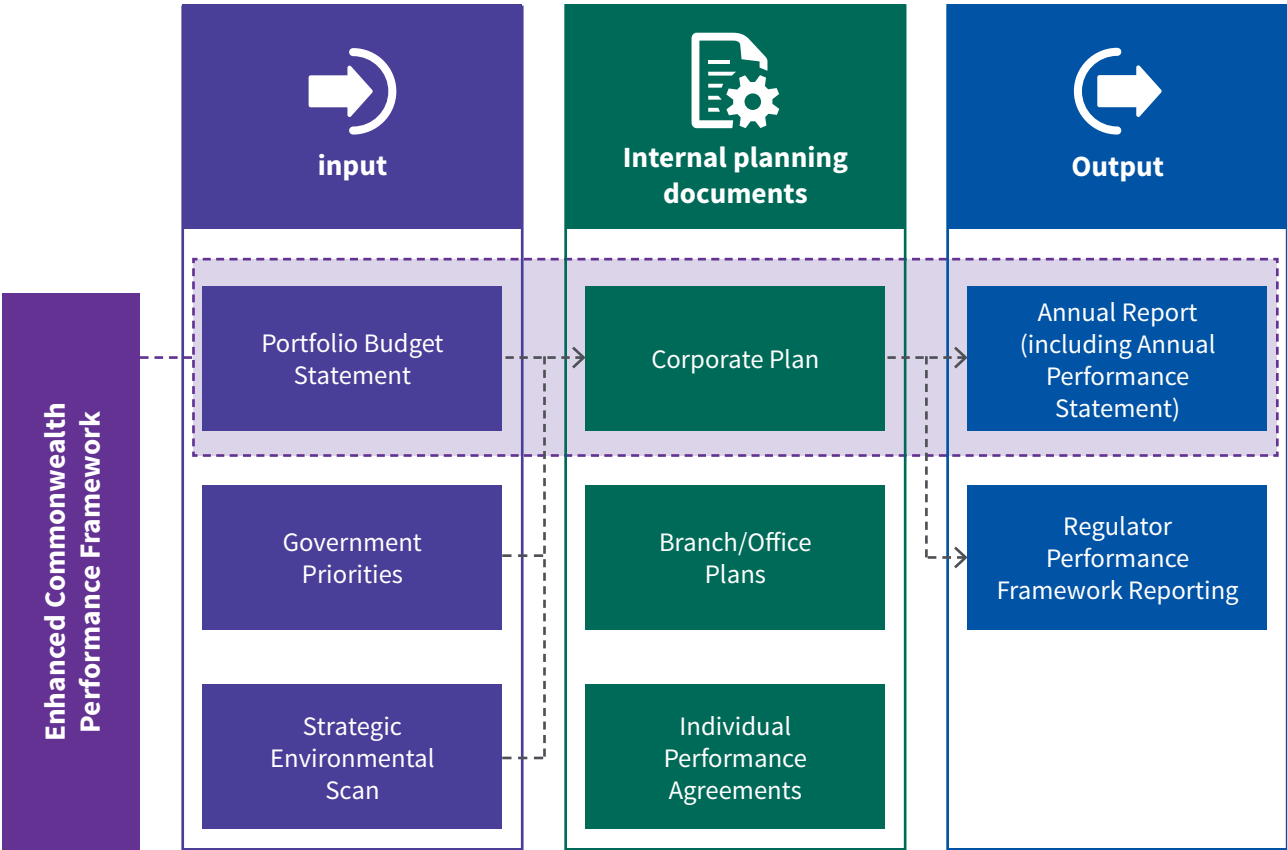 input
Internal planning
documents
Output
Enhanced Commonwealth
Performance Framework
Portfolio Budget
Statement
Corporate Plan
Annual Report
(including Annual
Performance
Statement)
Government
Priorities
Branch/Office
Plans
Regulator
Performance
Framework Reporting
Strategic
Environmental
Scan
Individual
Performance
Agreements